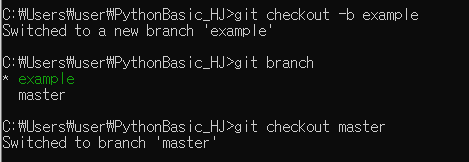 C:₩Users₩user₩PythonBasic_HJ>git checkout -b example
Switched to a new branch 'example'
C:₩Users₩user₩PythonBasic_HJ>git branch
* example
master
C:₩Users₩user₩PythonBasic_HJ>git checkout master
Switched to branch 'master'